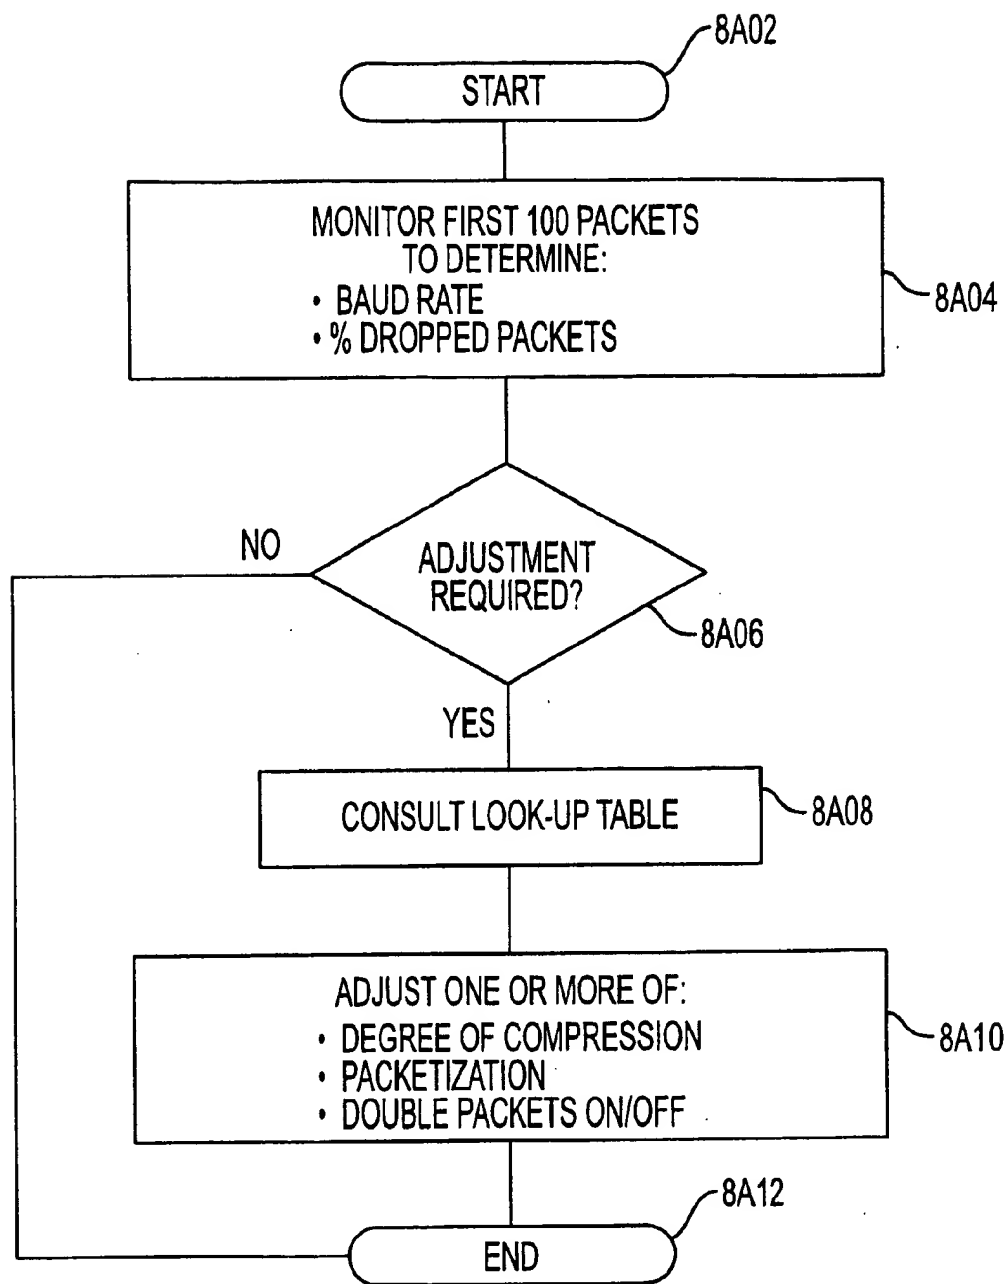 8A02
START
MONITOR FIRST 100 PACKETS
TO DETERMINE:
• BAUD RATE
• % DROPPED PACKETS
8A04
NO
ADJUSTMENT
REQUIRED?
8A06
YES
CONSULT LOOK-UP TABLE
8A08
ADJUST ONE OR MORE OF:
• DEGREE OF COMPRESSION
• PACKETIZATION
• DOUBLE PACKETS ON/OFF
8A10
8A12
END